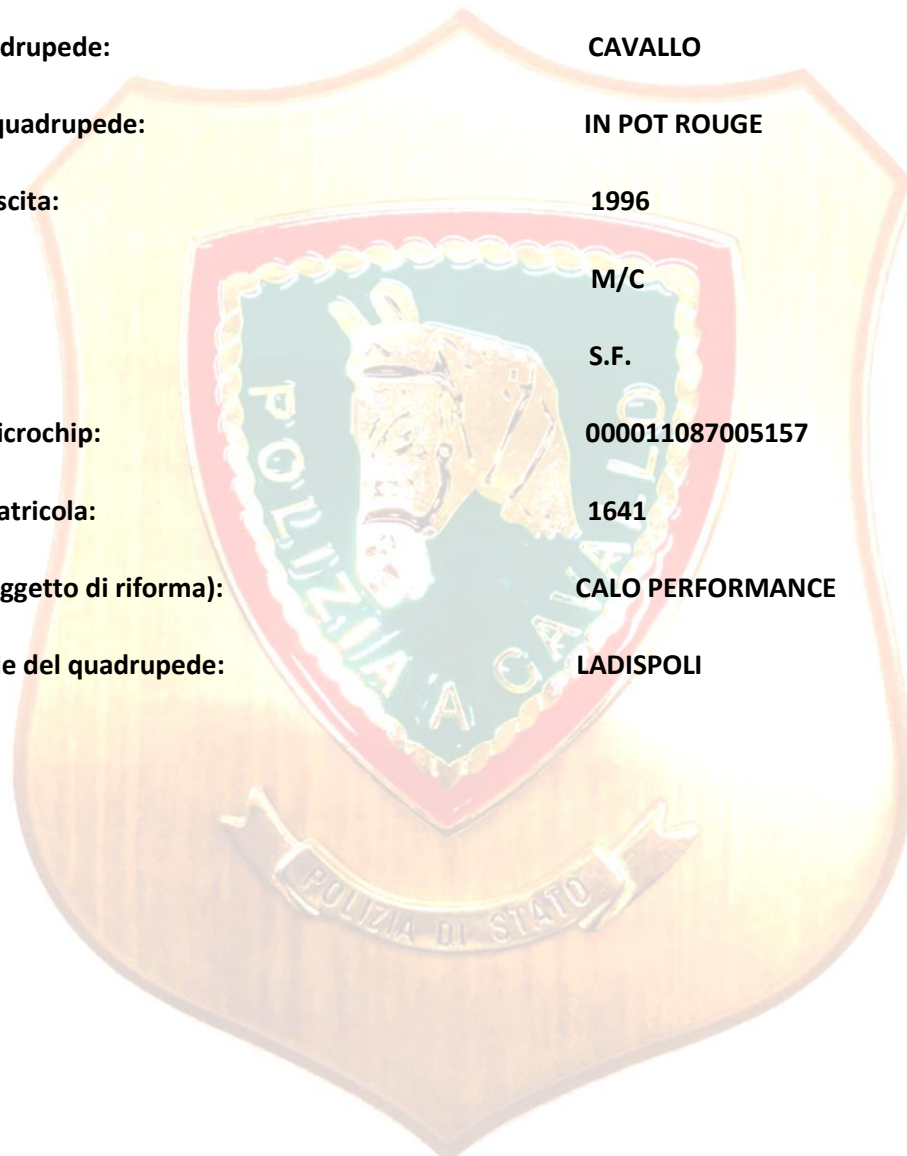 drupede: CAVALLO
quadrupede: IN POT ROUGE
scita: 1996
M/C
S.F.
icrochip: 000011087005157
atricola: 1641
ggetto di riforma): CALO PERFORMANCE
le del quadrupede: LADISPOLI
POLIZIA A CAVALLO
POLIZIA DI STATO